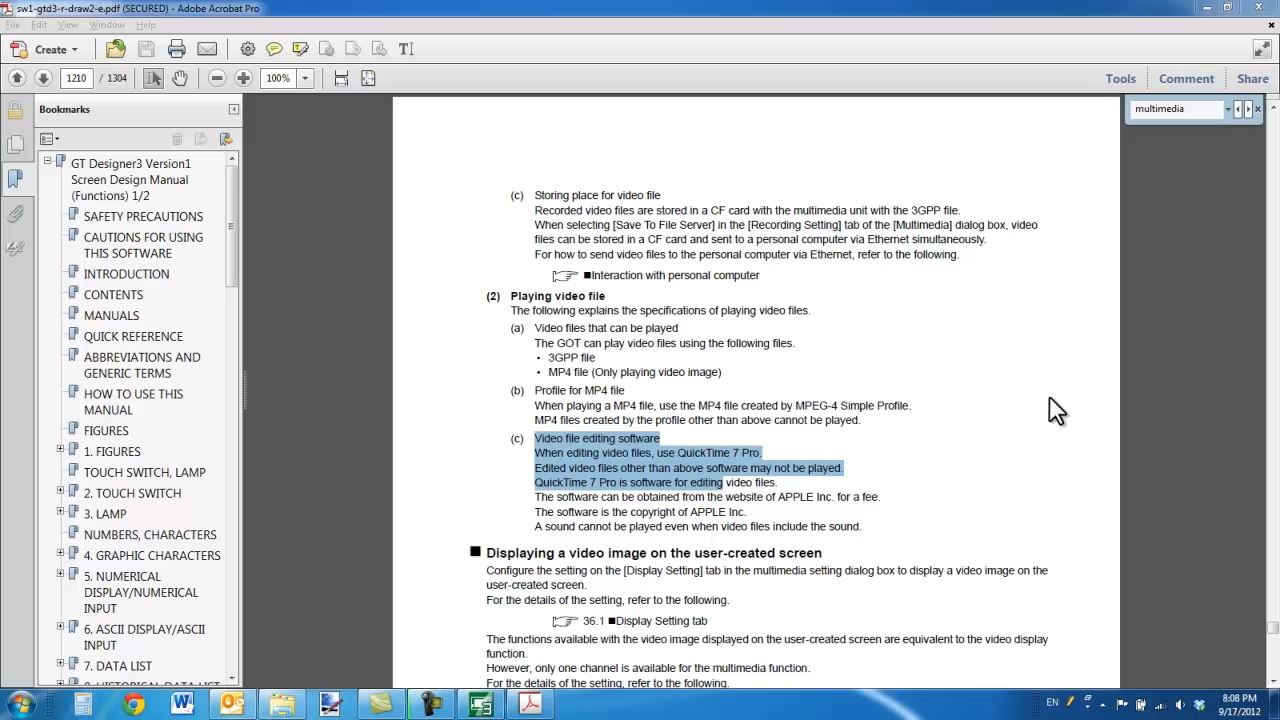 sw1-gtd3-r-draw2-e.pdf (SECURED) - Adobe Acrobat Pro
File Edit View Window Help
Create
1210 / 1304 100% Tools Comment Share
Bookmarks
multimedia
GT Designer3 Version1
Screen Design Manual
(Functions) 1/2
SAFETY PRECAUTIONS
CAUTIONS FOR USING
THIS SOFTWARE
INTRODUCTION
CONTENTS
MANUALS
QUICK REFERENCE
ABBREVIATIONS AND
GENERIC TERMS
HOW TO USE THIS
MANUAL
FIGURES
1. FIGURES
TOUCH SWITCH, LAMP
2. TOUCH SWITCH
3. LAMP
NUMBERS, CHARACTERS
4. GRAPHIC CHARACTERS
5. NUMERICAL
DISPLAY/NUMERICAL
INPUT
6. ASCII DISPLAY/ASCII
INPUT
7. DATA LIST
8. HISTORICAL DATA LIST
(c) Storing place for video file
Recorded video files are stored in a CF card with the multimedia unit with the 3GPP file.
When selecting [Save To File Server] in the [Recording Setting] tab of the [Multimedia] dialog box, video
files can be stored in a CF card and sent to a personal computer via Ethernet simultaneously.
For how to send video files to the personal computer via Ethernet, refer to the following.
■Interaction with personal computer
(2) Playing video file
The following explains the specifications of playing video files.
(a) Video files that can be played
The GOT can play video files using the following files.
• 3GPP file
• MP4 file (Only playing video image)
(b) Profile for MP4 file
When playing a MP4 file, use the MP4 file created by MPEG-4 Simple Profile.
MP4 files created by the profile other than above cannot be played.
(c) Video file editing software
When editing video files, use QuickTime 7 Pro.
Edited video files other than above software may not be played.
QuickTime 7 Pro is software for editing video files.
The software can be obtained from the website of APPLE Inc. for a fee.
The software is the copyright of APPLE Inc.
A sound cannot be played even when video files include the sound.
■ Displaying a video image on the user-created screen
Configure the setting on the [Display Setting] tab in the multimedia setting dialog box to display a video image on the
user-created screen.
For the details of the setting, refer to the following.
36.1 ■Display Setting tab
The functions available with the video image displayed on the user-created screen are equivalent to the video display
function.
However, only one channel is available for the multimedia function.
For the details of the setting, refer to the following.
EN
8:08 PM
9/17/2012